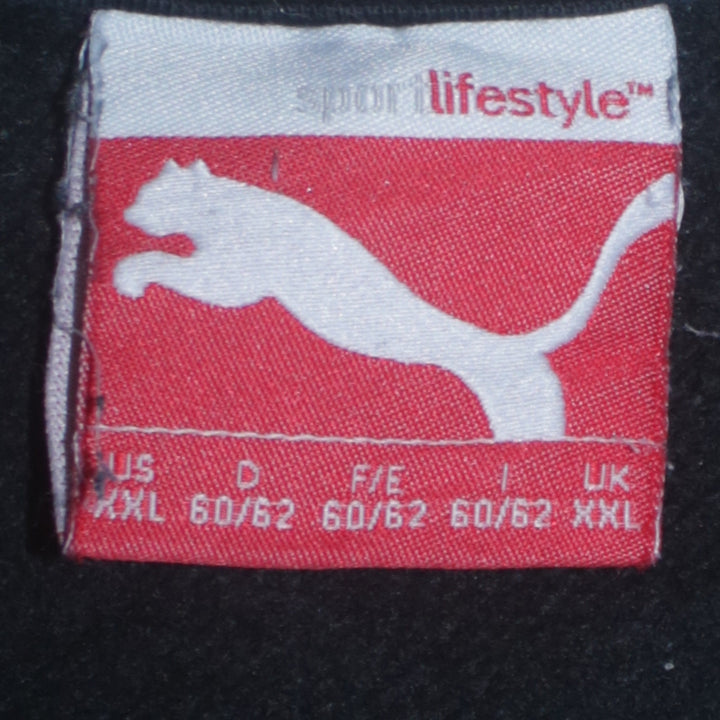 sportlifestyle™
US D F/E I UK
XXL 60/62 60/62 60/62 XXL